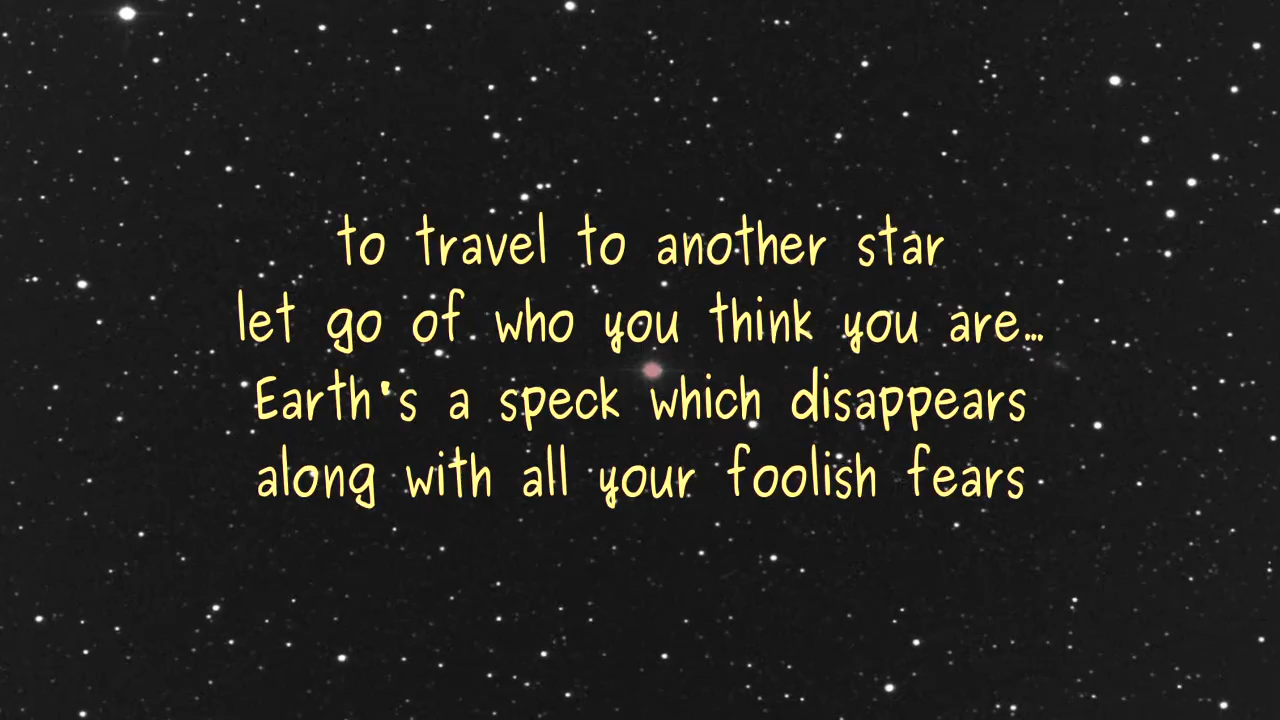 to travel to another star
let go of who you think you are...
Earth's a speck which disappears
along with all your foolish fears